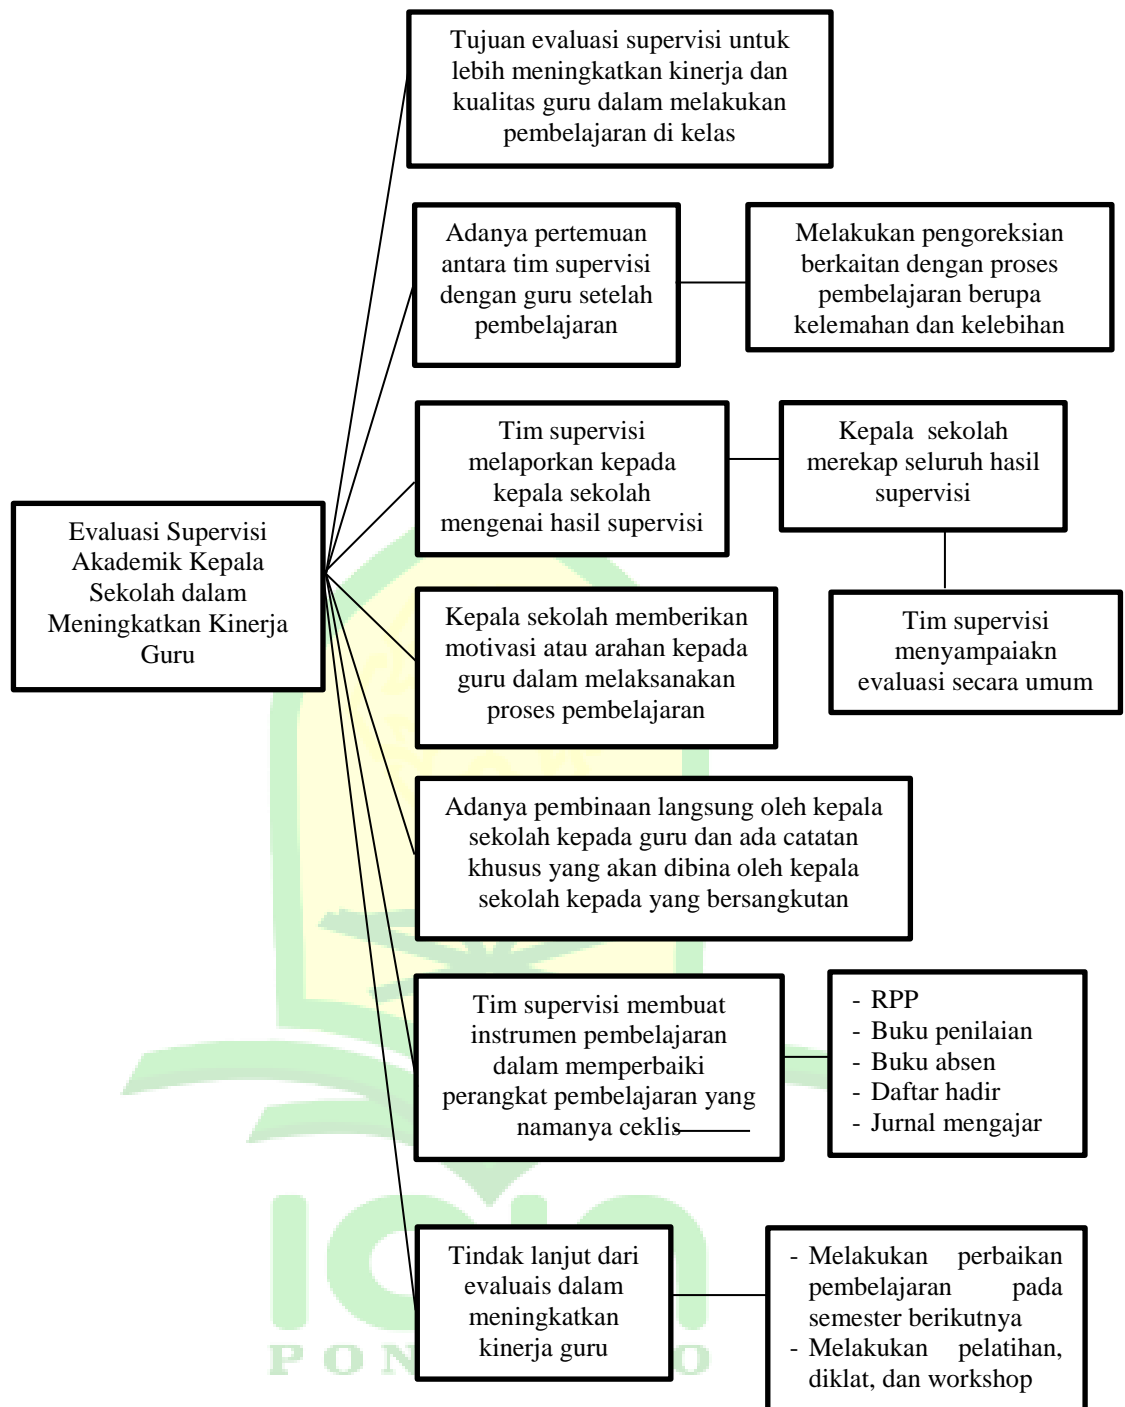 Tujuan evaluasi supervisi untuk
lebih meningkatkan kinerja dan
kualitas guru dalam melakukan
pembelajaran di kelas
Adanya pertemuan
antara tim supervisi
dengan guru setelah
pembelajaran
Melakukan pengoreksian
berkaitan dengan proses
pembelajaran berupa
kelemahan dan kelebihan
Tim supervisi
melaporkan kepada
kepala sekolah
mengenai hasil supervisi
Kepala sekolah
merekap seluruh hasil
supervisi
Evaluasi Supervisi
Akademik Kepala
Sekolah dalam
Meningkatkan Kinerja
Guru
Kepala sekolah memberikan
motivasi atau arahan kepada
guru dalam melaksanakan
proses pembelajaran
Tim supervisi
menyampaiakn
evaluasi secara umum
Adanya pembinaan langsung oleh kepala
sekolah kepada guru dan ada catatan
khusus yang akan dibina oleh kepala
sekolah kepada yang bersangkutan
Tim supervisi membuat
instrumen pembelajaran
dalam memperbaiki
perangkat pembelajaran yang
namanya ceklis
- RPP
- Buku penilaian
- Buku absen
- Daftar hadir
- Jurnal mengajar
iain
Tindak lanjut dari
evaluais dalam
meningkatkan
kinerja guru
- Melakukan perbaikan
pembelajaran pada
semester berikutnya
- Melakukan pelatihan,
diklat, dan workshop